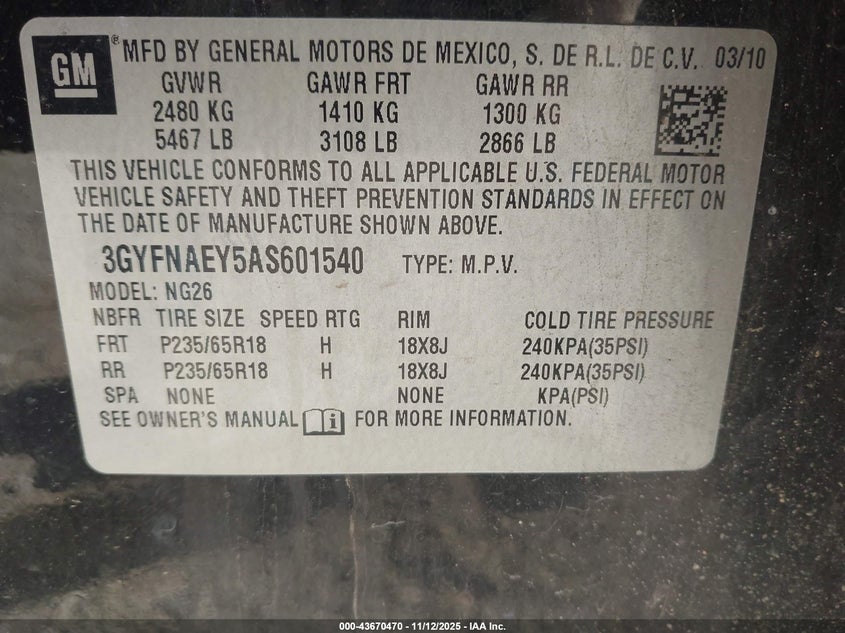 GM ® MFD BY GENERAL MOTORS DE MEXICO, S. DE R.L. DE C.V. 03/10
GVWR GAWR FRT GAWR RR
2480 KG 1410 KG 1300 KG
5467 LB 3108 LB 2866 LB
THIS VEHICLE CONFORMS TO ALL APPLICABLE U.S. FEDERAL MOTOR
VEHICLE SAFETY AND THEFT PREVENTION STANDARDS IN EFFECT ON
THE DATE OF MANUFACTURE SHOWN ABOVE.
3GYFNAEY5AS601540 TYPE: M.P.V.
MODEL: NG26
NBFR TIRE SIZE SPEED RTG RIM COLD TIRE PRESSURE
FRT P235/65R18 H 18X8J 240KPA(35PSI)
RR P235/65R18 H 18X8J 240KPA(35PSI)
SPA NONE NONE KPA(PSI)
SEE OWNER'S MANUAL i FOR MORE INFORMATION.
000-43670470 - 11/12/2025 - IAA Inc.